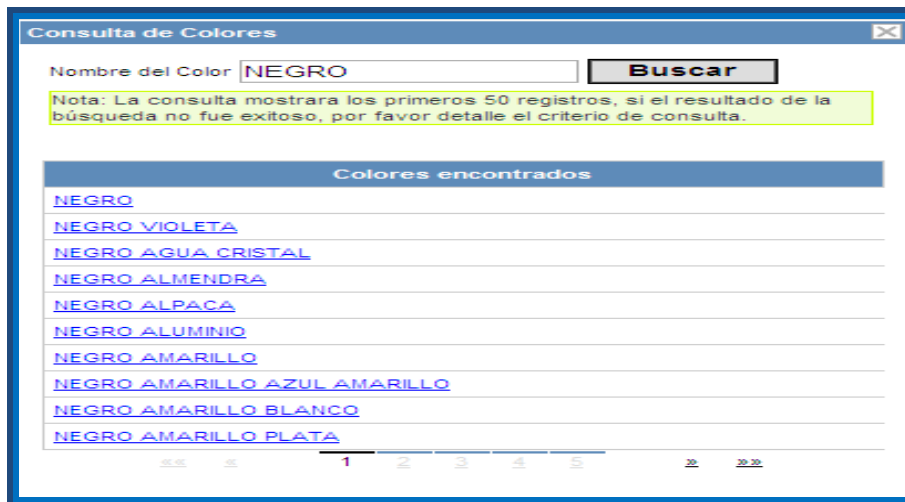 Consulta de Colores
Nombre del Color NEGRO Buscar
Nota: La consulta mostrara los primeros 50 registros, si el resultado de la
búsqueda no fue exitoso, por favor detalle el criterio de consulta.
Colores encontrados
NEGRO
NEGRO VIOLETA
NEGRO AGUA CRISTAL
NEGRO ALMENDRA
NEGRO ALPACA
NEGRO ALUMINIO
NEGRO AMARILLO
NEGRO AMARILLO AZUL AMARILLO
NEGRO AMARILLO BLANCO
NEGRO AMARILLO PLATA
«« « 1 2 3 4 5 » »»